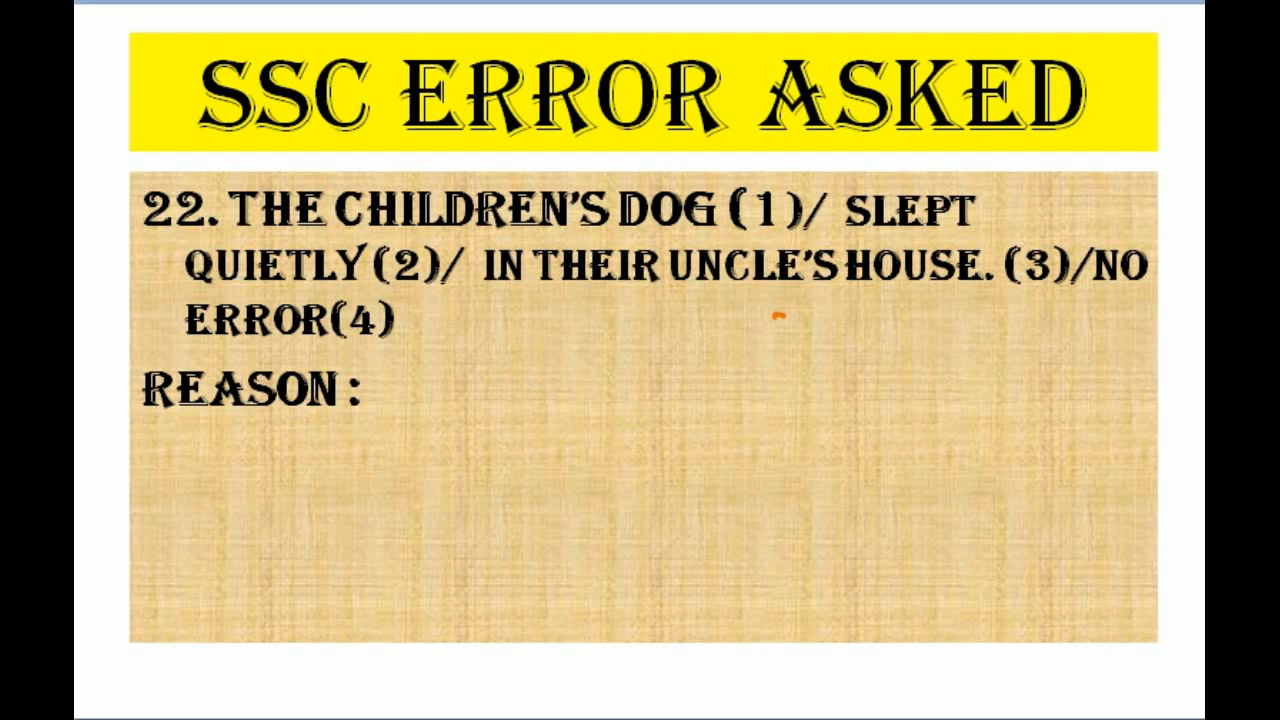 SSC ERROR ASKED
22. THE CHILDREN'S DOG (1)/ SLEPT
QUIETLY (2)/ IN THEIR UNCLE'S HOUSE. (3)/NO
ERROR(4)
REASON :